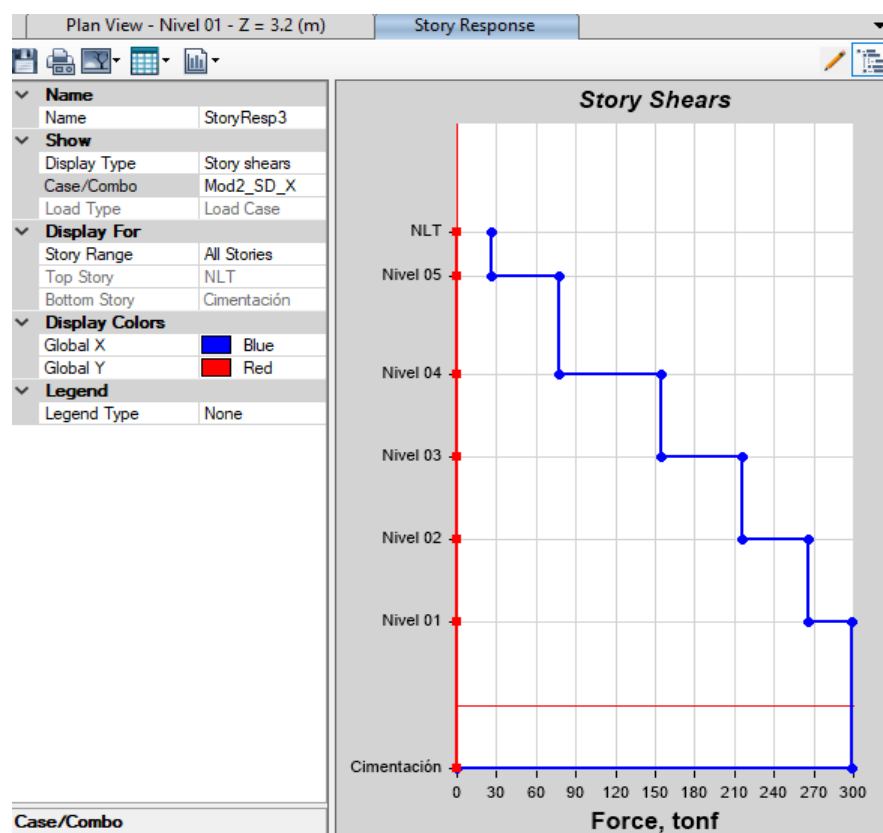 Plan View - Nivel 01 - Z = 3.2 (m) Story Response
Name
Name StoryResp3
Show
Display Type Story shears
Case/Combo Mod2_SD_X
Load Type Load Case
Display For
Story Range All Stories
Top Story NLT
Bottom Story Cimentación
Display Colors
Global X Blue
Global Y Red
Legend
Legend Type None
Case/Combo
Story Shears
NLT
Nivel 05
Nivel 04
Nivel 03
Nivel 02
Nivel 01
Cimentación
0 30 60 90 120 150 180 210 240 270 300
Force, tonf